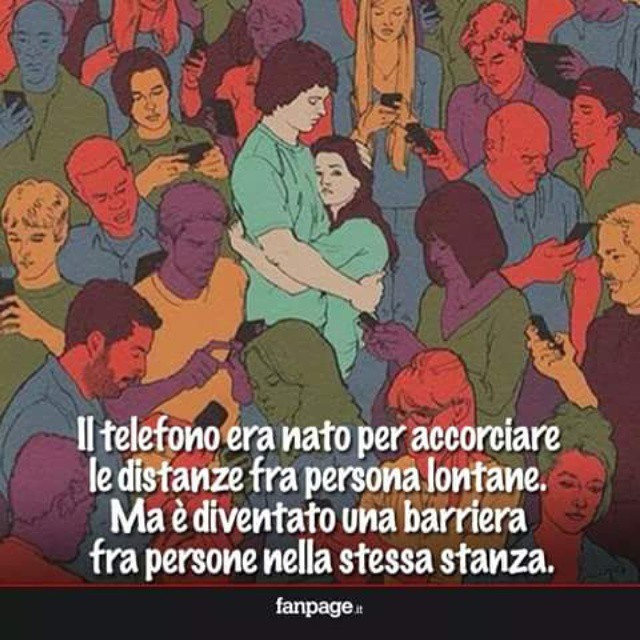 Il telefono era nato per accorciare
le distanze fra persona lontane.
Ma è diventato una barriera
fra persone nella stessa stanza.
fanpage.it